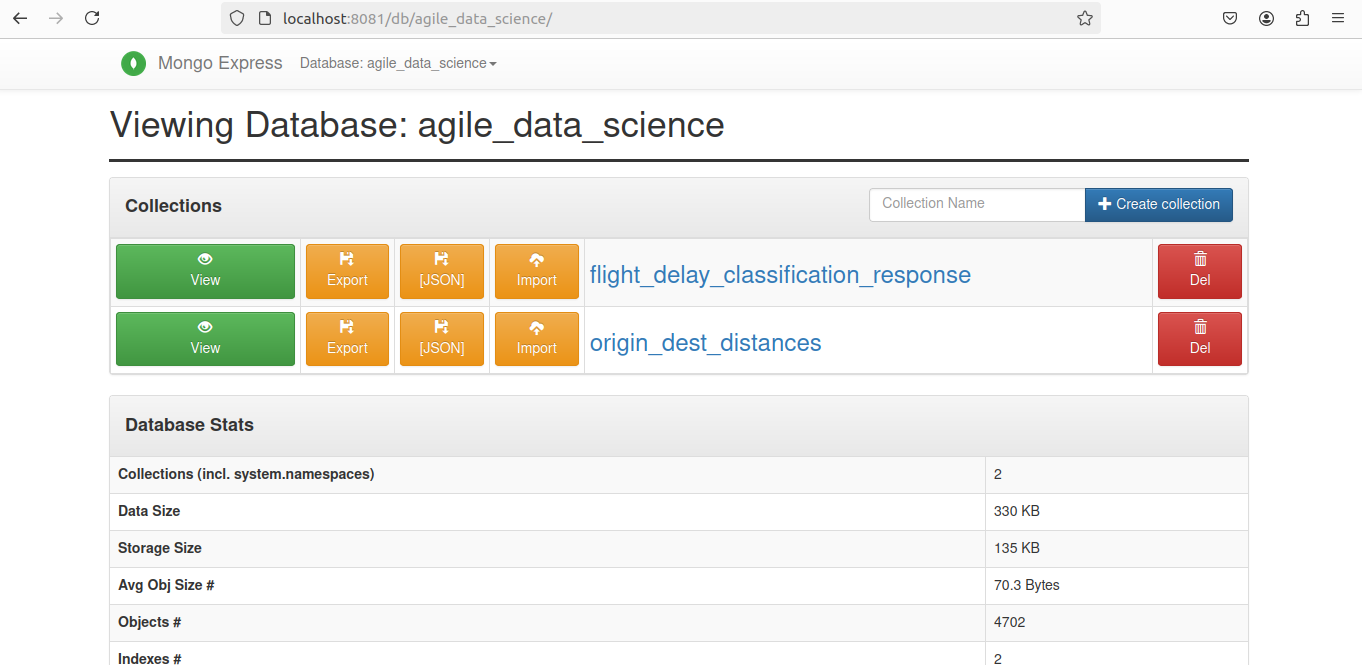 localhost:8081/db/agile_data_science/
Mongo Express Database: agile_data_science
Viewing Database: agile_data_science
Collections Collection Name Create collection
View Export [JSON] Import flight_delay_classification_response Del
View Export [JSON] Import origin_dest_distances Del
Database Stats
Collections (incl. system.namespaces) 2
Data Size 330 KB
Storage Size 135 KB
Avg Obj Size # 70.3 Bytes
Objects # 4702
Indexes # 2